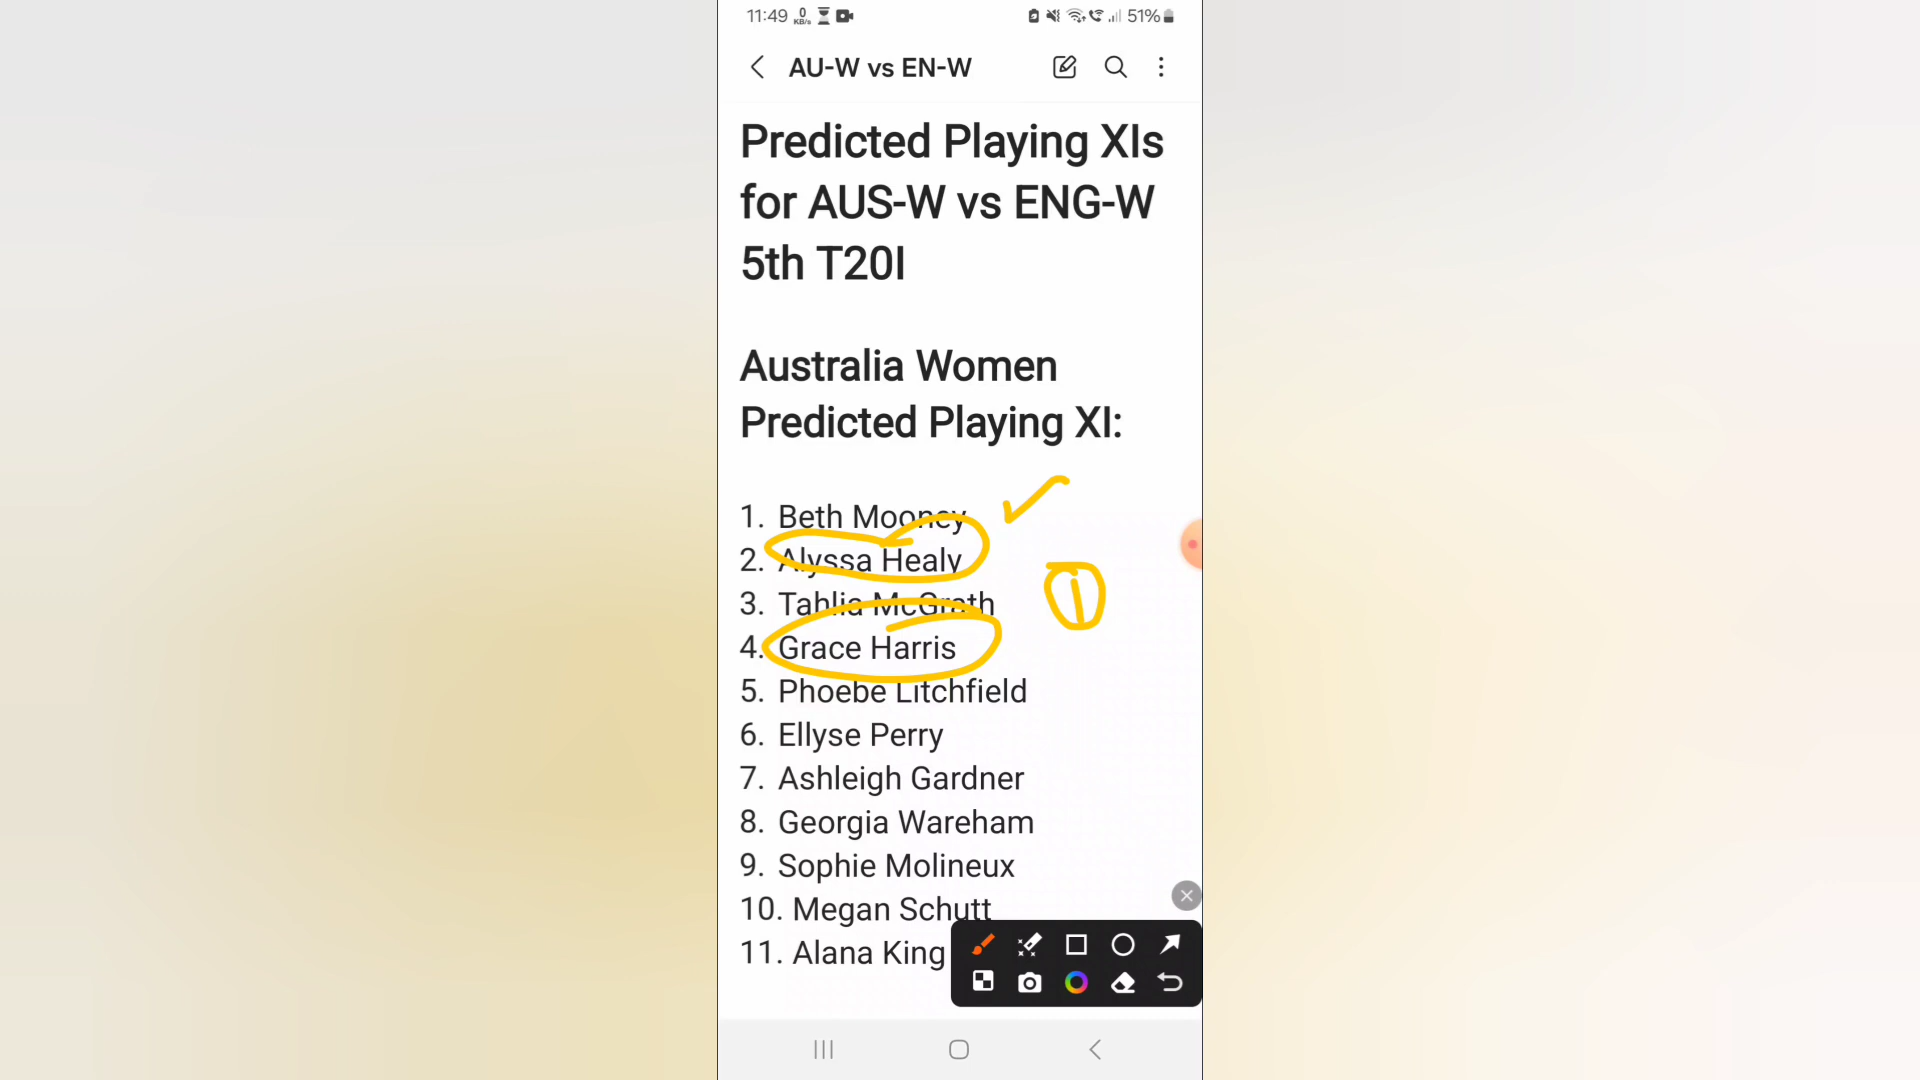 11:49 0 KB/s 51%
AU-W vs EN-W
Predicted Playing XIs
for AUS-W vs ENG-W
5th T20I
Australia Women
Predicted Playing XI:
1. Beth Mooney
2. Alyssa Healy
3. Tahlia McGrath
4. Grace Harris
5. Phoebe Litchfield
6. Ellyse Perry
7. Ashleigh Gardner
8. Georgia Wareham
9. Sophie Molineux
10. Megan Schutt
11. Alana King